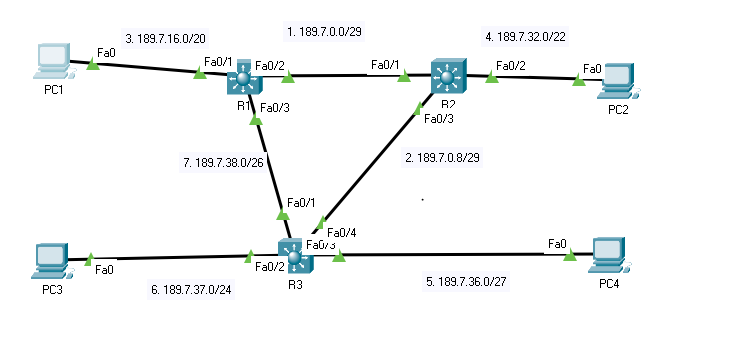 1. 189.7.0.0/29
4. 189.7.32.0/22
3. 189.7.16.0/20
Fa0
Fa0/1
Fa0/2
Fa0/1
Fa0/2
Fa0
PC1
R1
R2
PC2
Fa0/3
Fa0/3
7. 189.7.38.0/26
2. 189.7.0.8/29
Fa0/1
Fa0/4
Fa0/3
Fa0
Fa0
Fa0/2
PC3
R3
PC4
6. 189.7.37.0/24
5. 189.7.36.0/27